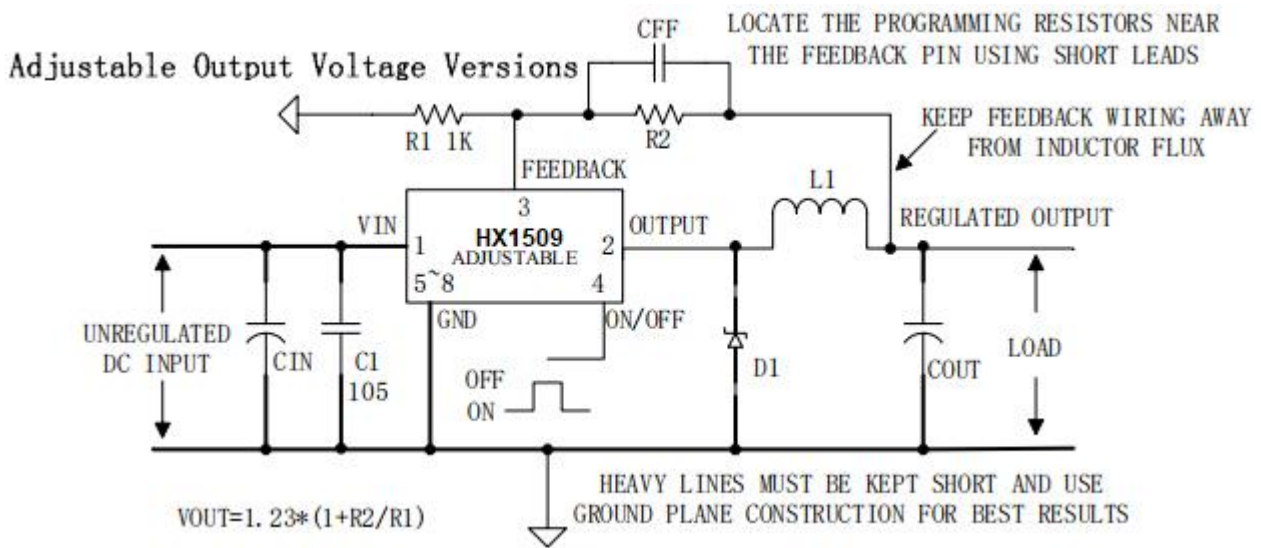 CFF
LOCATE THE PROGRAMMING RESISTORS NEAR
THE FEEDBACK PIN USING SHORT LEADS
Adjustable Output Voltage Versions
R1 1K
R2
KEEP FEEDBACK WIRING AWAY
FROM INDUCTOR FLUX
FEEDBACK
L1
3
VIN
HX1509
OUTPUT
REGULATED OUTPUT
1
ADJUSTABLE
2
5~8
4
GND
ON/OFF
UNREGULATED
DC INPUT
CIN
C1
105
D1
COUT
LOAD
OFF
ON
HEAVY LINES MUST BE KEPT SHORT AND USE
GROUND PLANE CONSTRUCTION FOR BEST RESULTS
VOUT=1.23*(1+R2/R1)